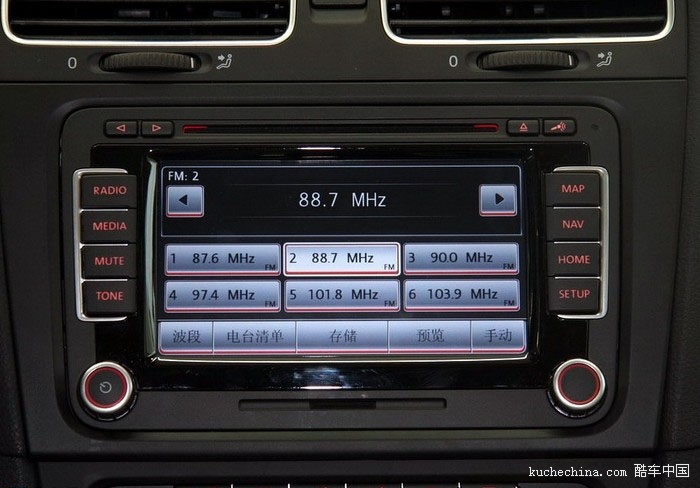 0
0
RADIO
MEDIA
MUTE
TONE
FM: 2
88.7 MHz
1 87.6 MHz FM
2 88.7 MHz FM
3 90.0 MHz FM
4 97.4 MHz FM
5 101.8 MHz FM
6 103.9 MHz FM
波段 电台清单 存储 预览 手动
MAP
NAV
HOME
SETUP
kuchechina.com 酷车中国